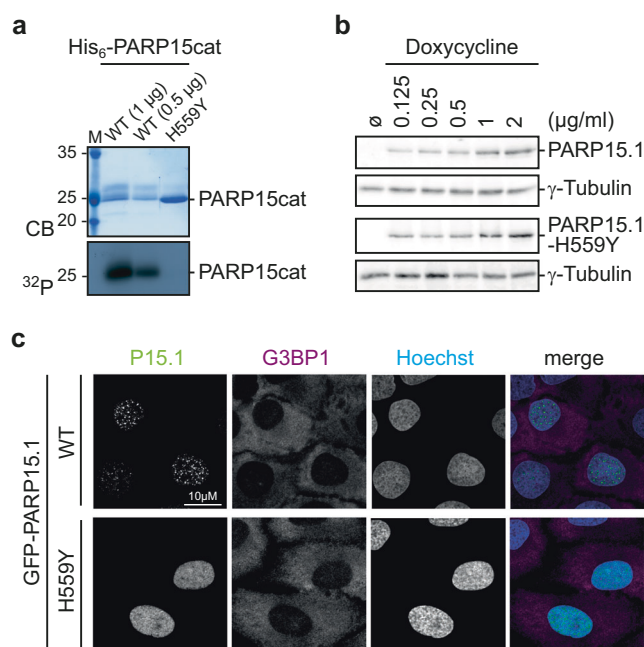 a
His₆-PARP15cat
M
WT (1 µg)
WT (0.5 µg)
H559Y
35
25
20
CB
PARP15cat
³²P
25
PARP15cat
b
Doxycycline
ø
0.125
0.25
0.5
1
2
(µg/ml)
PARP15.1
γ-Tubulin
PARP15.1
-H559Y
γ-Tubulin
c
P15.1
G3BP1
Hoechst
merge
GFP-PARP15.1
WT
10µM
H559Y